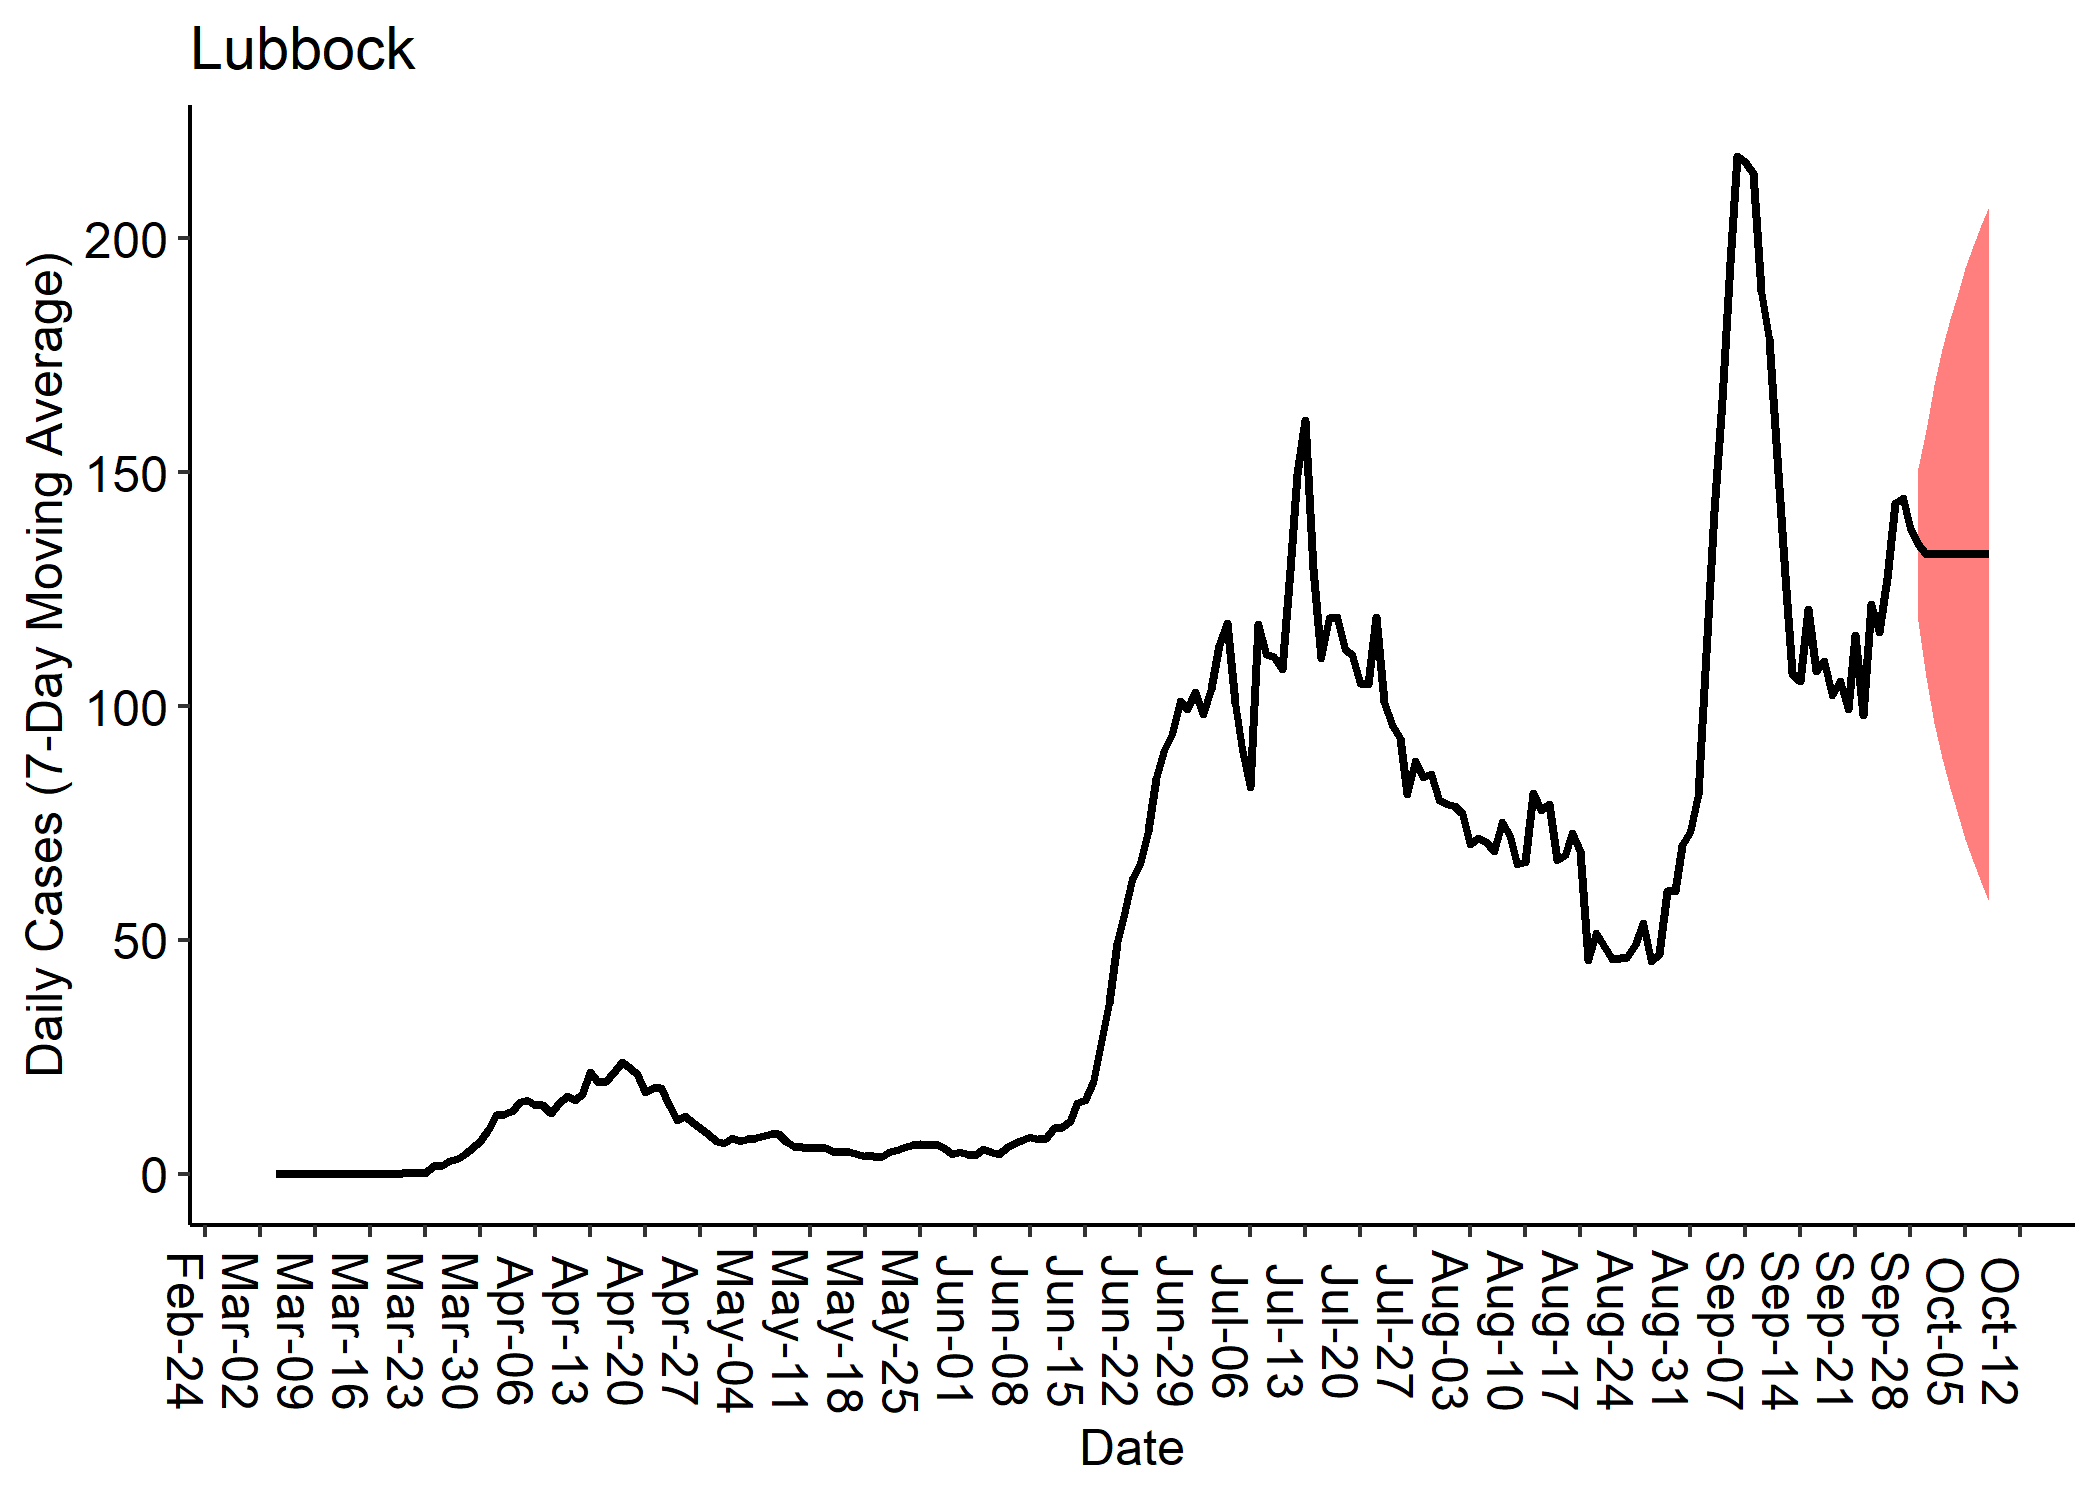 Lubbock
Daily Cases (7-Day Moving Average)
200
150
100
50
0
Feb-24
Mar-02
Mar-09
Mar-16
Mar-23
Mar-30
Apr-06
Apr-13
Apr-20
Apr-27
May-04
May-11
May-18
May-25
Jun-01
Jun-08
Jun-15
Jun-22
Jun-29
Jul-06
Jul-13
Jul-20
Jul-27
Aug-03
Aug-10
Aug-17
Aug-24
Aug-31
Sep-07
Sep-14
Sep-21
Sep-28
Oct-05
Oct-12
Date